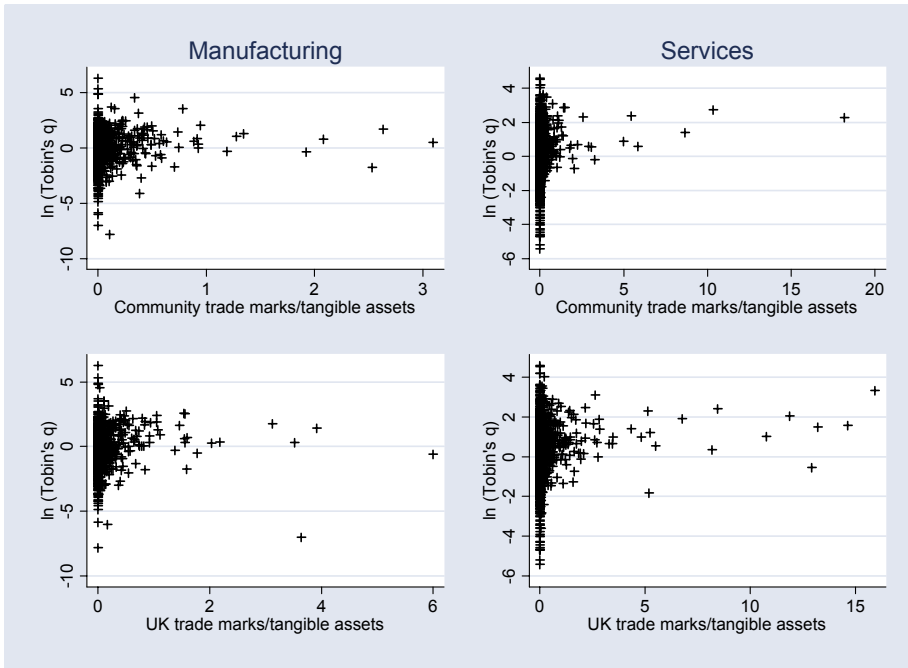 Manufacturing
ln (Tobin's q)
5
0
-5
-10
0 1 2 3
Community trade marks/tangible assets
Services
ln (Tobin's q)
4
2
0
-2
-4
-6
0 5 10 15 20
Community trade marks/tangible assets
ln (Tobin's q)
5
0
-5
-10
0 2 4 6
UK trade marks/tangible assets
ln (Tobin's q)
4
2
0
-2
-4
-6
0 5 10 15
UK trade marks/tangible assets